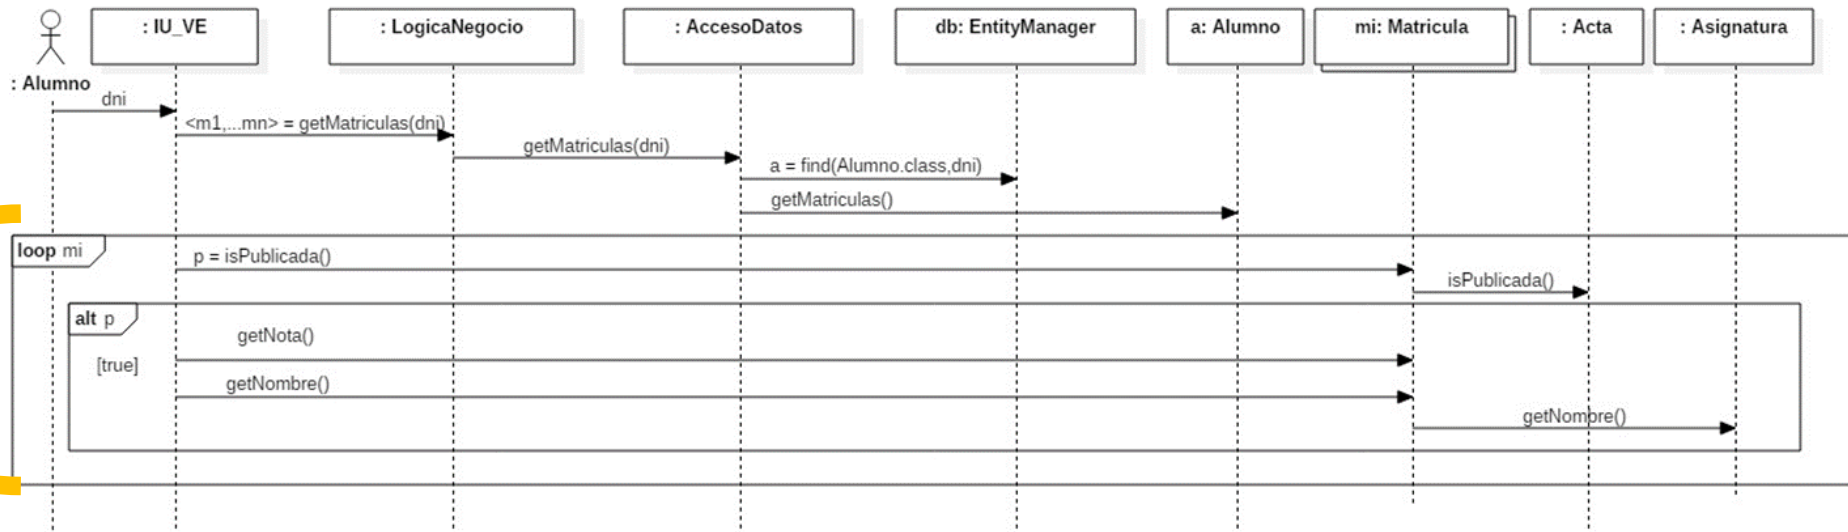 : IU_VE
: LogicaNegocio
: AccesoDatos
db: EntityManager
a: Alumno
mi: Matricula
: Acta
: Asignatura
: Alumno
dni
<m1,...mn> = getMatriculas(dni)
getMatriculas(dni)
a = find(Alumno.class,dni)
getMatriculas()
loop mi
p = isPublicada()
isPublicada()
alt p
getNota()
[true]
getNombre()
getNombre()